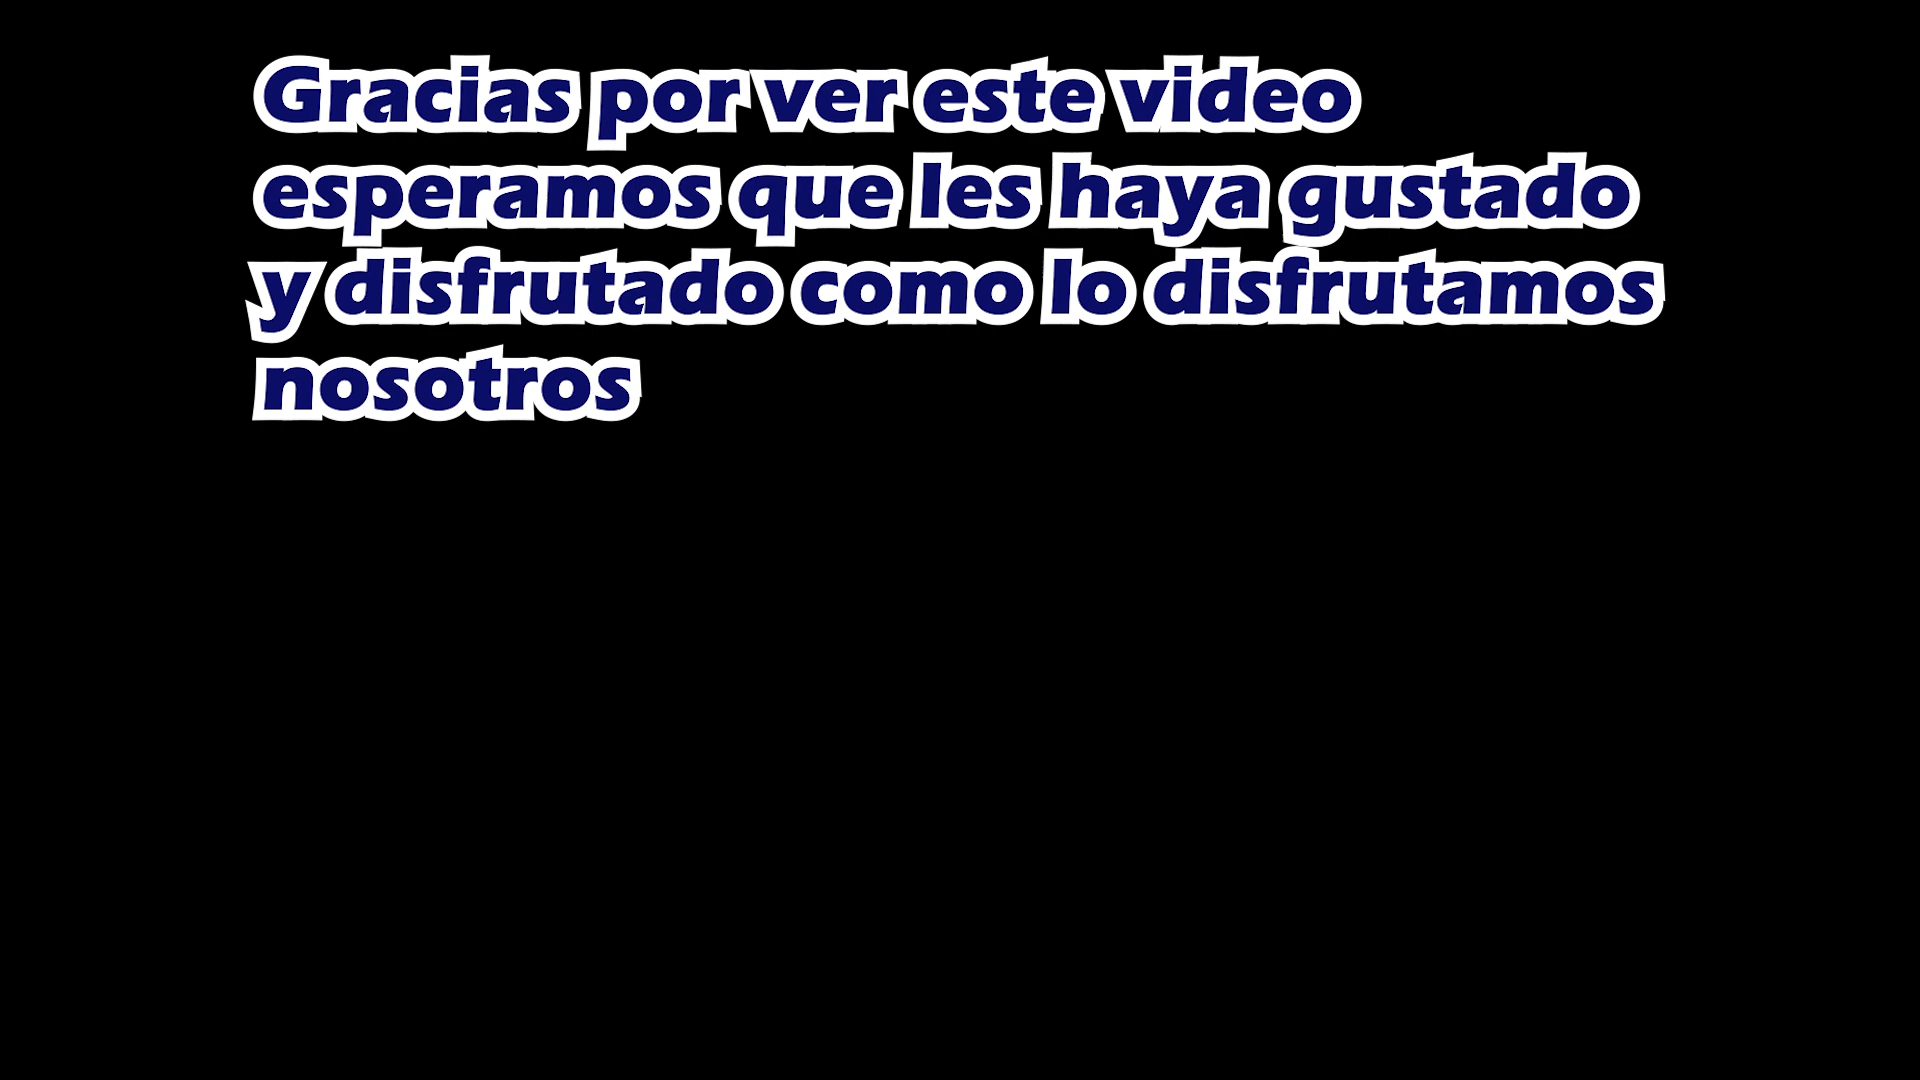 Gracias por ver este video
esperamos que les haya gustado
y disfrutado como lo disfrutamos
nosotros